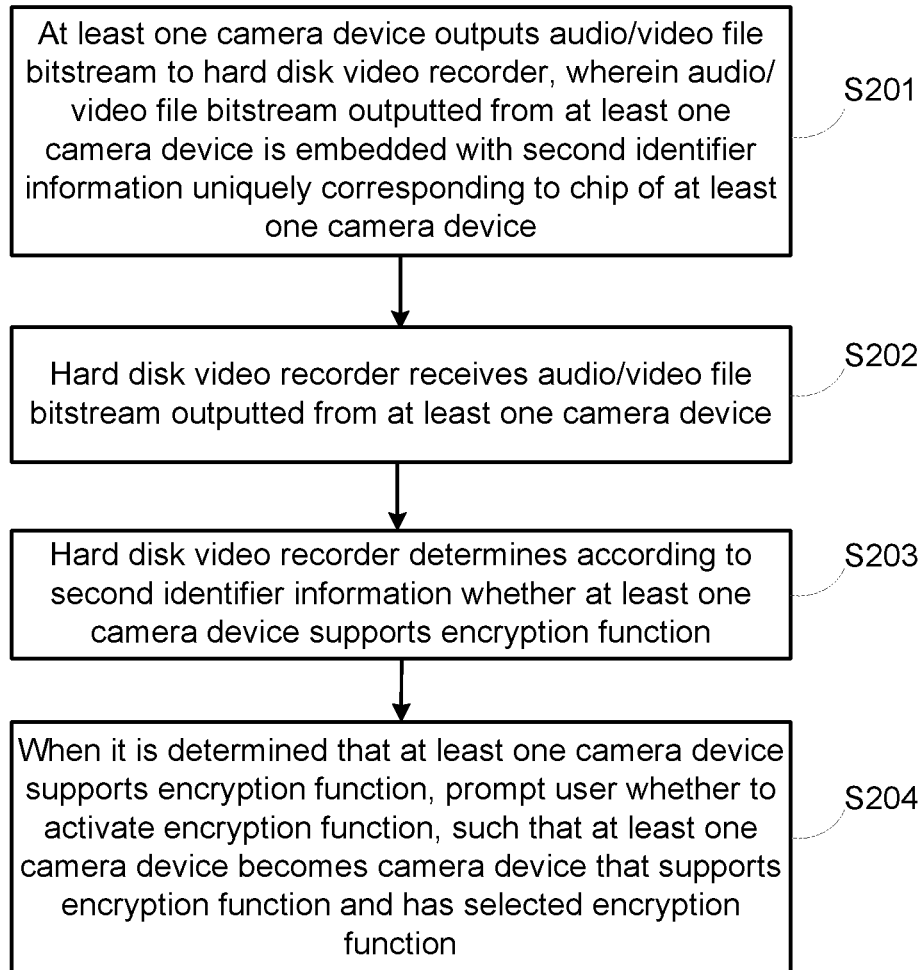 At least one camera device outputs audio/video file
bitstream to hard disk video recorder, wherein audio/
video file bitstream outputted from at least one
camera device is embedded with second identifier
information uniquely corresponding to chip of at least
one camera device
S201
Hard disk video recorder receives audio/video file
bitstream outputted from at least one camera device
S202
Hard disk video recorder determines according to
second identifier information whether at least one
camera device supports encryption function
S203
When it is determined that at least one camera device
supports encryption function, prompt user whether to
activate encryption function, such that at least one
camera device becomes camera device that supports
encryption function and has selected encryption
function
S204